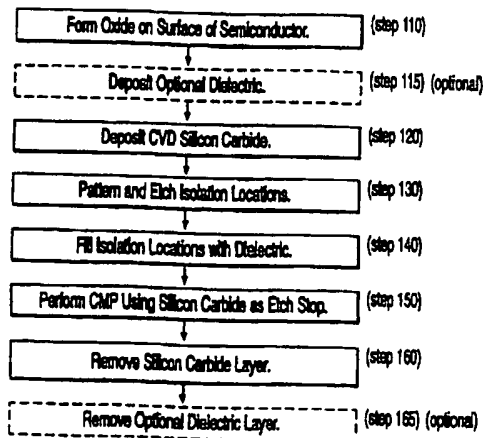 Form Oxide on Surface of Semiconductor. (step 110)
Deposit Optional Dielectric. (step 115) (optional)
Deposit CVD Silicon Carbide. (step 120)
Pattern and Etch Isolation Locations. (step 130)
Fill Isolation Locations with Dielectric. (step 140)
Perform CMP Using Silicon Carbide as Etch Stop. (step 150)
Remove Silicon Carbide Layer. (step 160)
Remove Optional Dielectric Layer. (step 165) (optional)